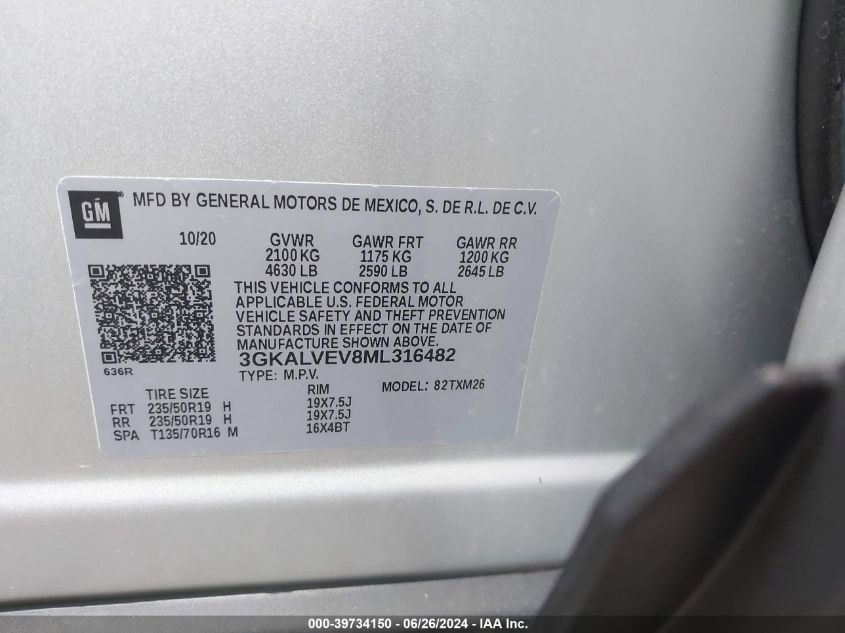 GM ® MFD BY GENERAL MOTORS DE MEXICO, S. DE R.L. DE C.V.
10/20 GVWR GAWR FRT GAWR RR
2100 KG 1175 KG 1200 KG
4630 LB 2590 LB 2645 LB
THIS VEHICLE CONFORMS TO ALL
APPLICABLE U.S. FEDERAL MOTOR
VEHICLE SAFETY AND THEFT PREVENTION
STANDARDS IN EFFECT ON THE DATE OF
MANUFACTURE SHOWN ABOVE.
3GKALVEV8ML316482
636R
TYPE: M.P.V.
TIRE SIZE RIM MODEL: 82TXM26
FRT 235/50R19 H 19X7.5J
RR 235/50R19 H 19X7.5J
SPA T135/70R16 M 16X4BT
000-39734150 - 06/26/2024 - IAA Inc.